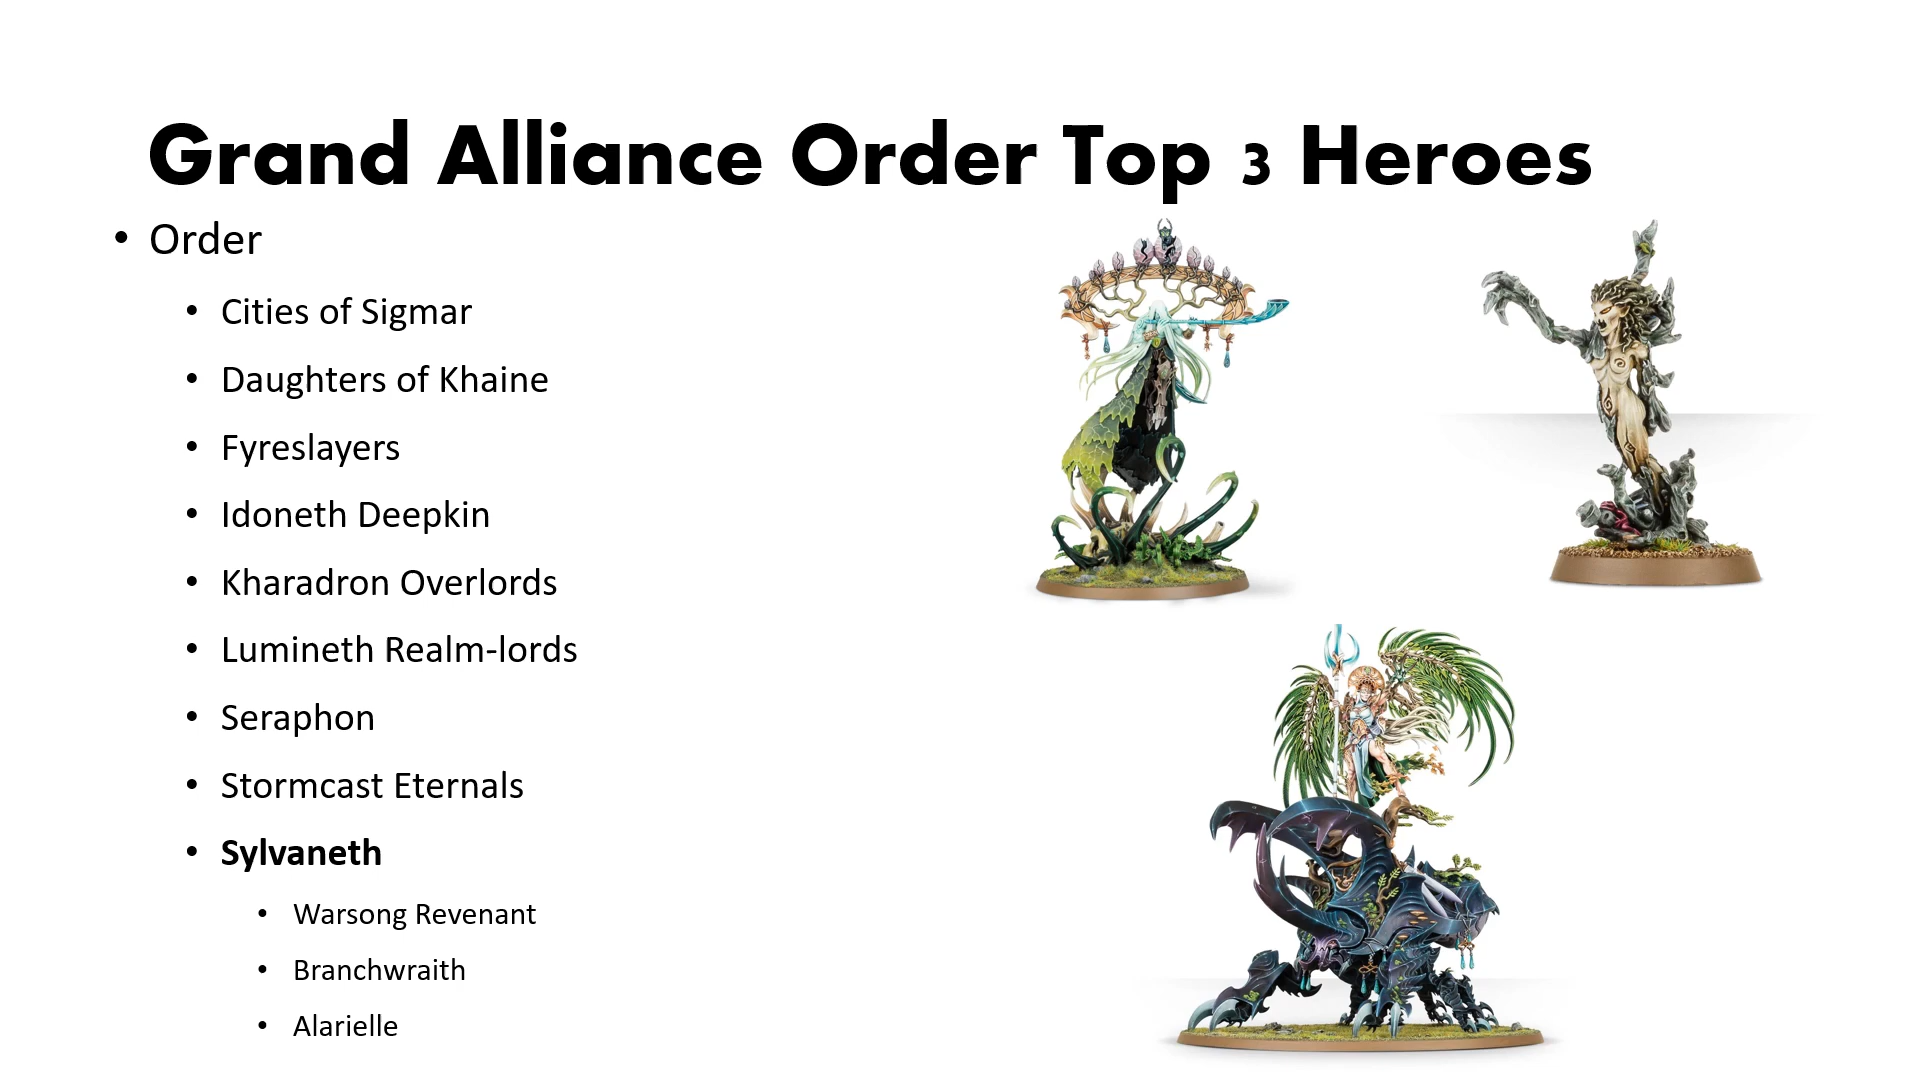 Grand Alliance Order Top 3 Heroes
• Order
• Cities of Sigmar
• Daughters of Khaine
• Fyreslayers
• Idoneth Deepkin
• Kharadron Overlords
• Lumineth Realm-lords
• Seraphon
• Stormcast Eternals
• Sylvaneth
• Warsong Revenant
• Branchwraith
• Alarielle